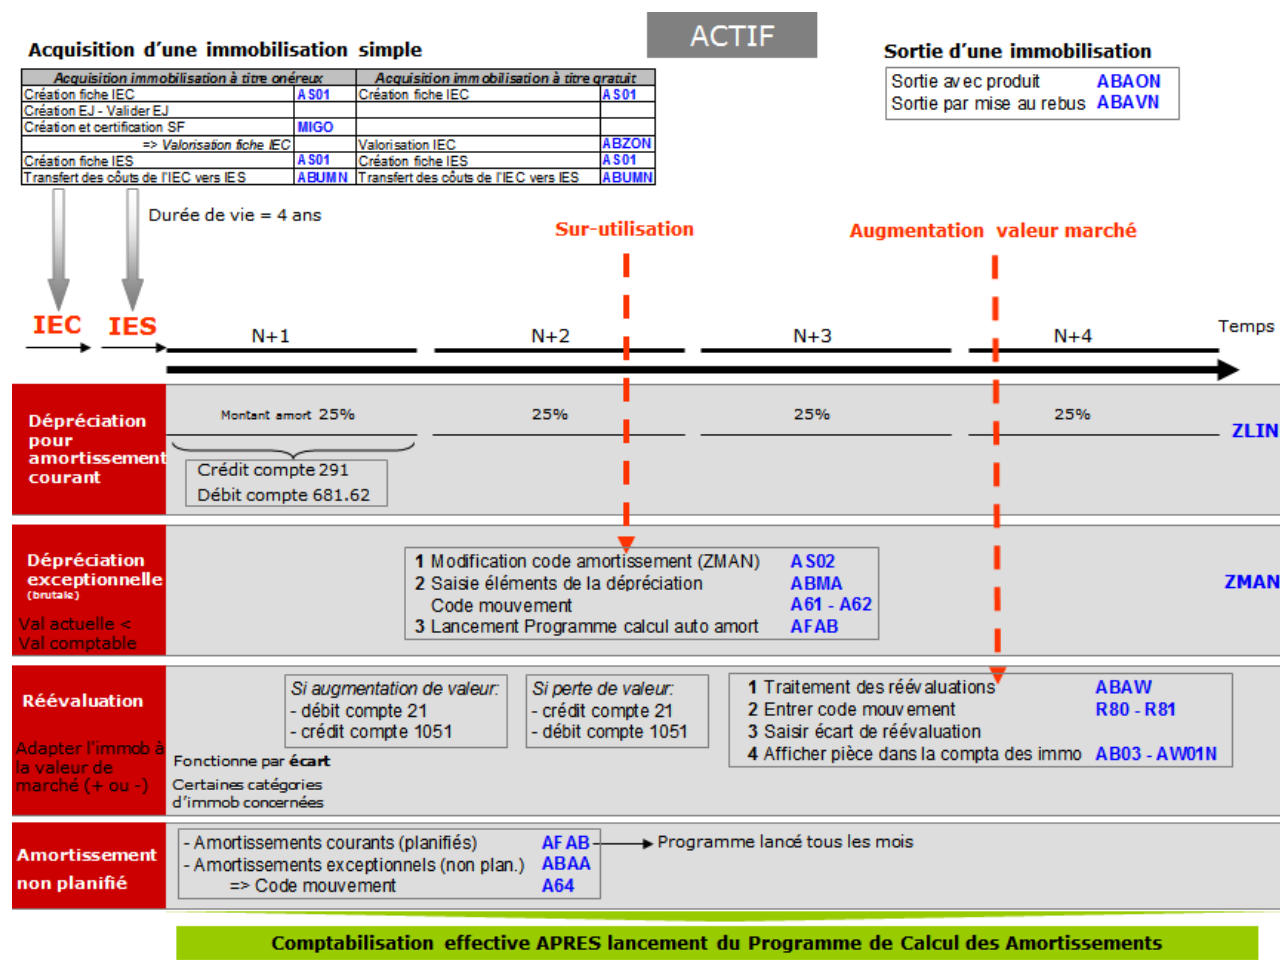 ACTIF
Acquisition d'une immobilisation simple
Acquisition immobilisation à titre onéreux Acquisition immobilisation à titre gratuit
Création fiche IEC AS01 Création fiche IEC AS01
Création EJ - Valider EJ
Création et certification SF MIGO
=> Valorisation fiche IEC Valorisation IEC ABZON
Création fiche IES AS01 Création fiche IES AS01
Transfert des côuts de l'IEC vers IES ABUMN Transfert des côuts de l'IEC vers IES ABUMN
Sortie d'une immobilisation
Sortie avec produit ABAON
Sortie par mise au rebus ABAVN
Durée de vie = 4 ans
Sur-utilisation
Augmentation valeur marché
IEC IES
N+1 N+2 N+3 N+4
Temps
Dépréciation
pour
amortissement
courant
Montant amort 25% 25% 25% 25%
ZLIN
Crédit compte 291
Débit compte 681.62
Dépréciation
exceptionnelle
(brutale)
Val actuelle <
Val comptable
1 Modification code amortissement (ZMAN) AS02
2 Saisie éléments de la dépréciation ABMA
Code mouvement A61 - A62
3 Lancement Programme calcul auto amort AFAB
ZMAN
Réévaluation
Adapter l'immob à
la valeur de
marché (+ ou -)
Si augmentation de valeur:
- débit compte 21
- crédit compte 1051
Si perte de valeur:
- crédit compte 21
- débit compte 1051
Fonctionne par écart
Certaines catégories
d'immob concernées
1 Traitement des réévaluations ABAW
2 Entrer code mouvement R80 - R81
3 Saisir écart de réévaluation
4 Afficher pièce dans la compta des immo AB03 - AW01N
Amortissement
non planifié
- Amortissements courants (planifiés) AFAB
- Amortissements exceptionnels (non plan.) ABAA
=> Code mouvement A64
Programme lancé tous les mois
Comptabilisation effective APRES lancement du Programme de Calcul des Amortissements